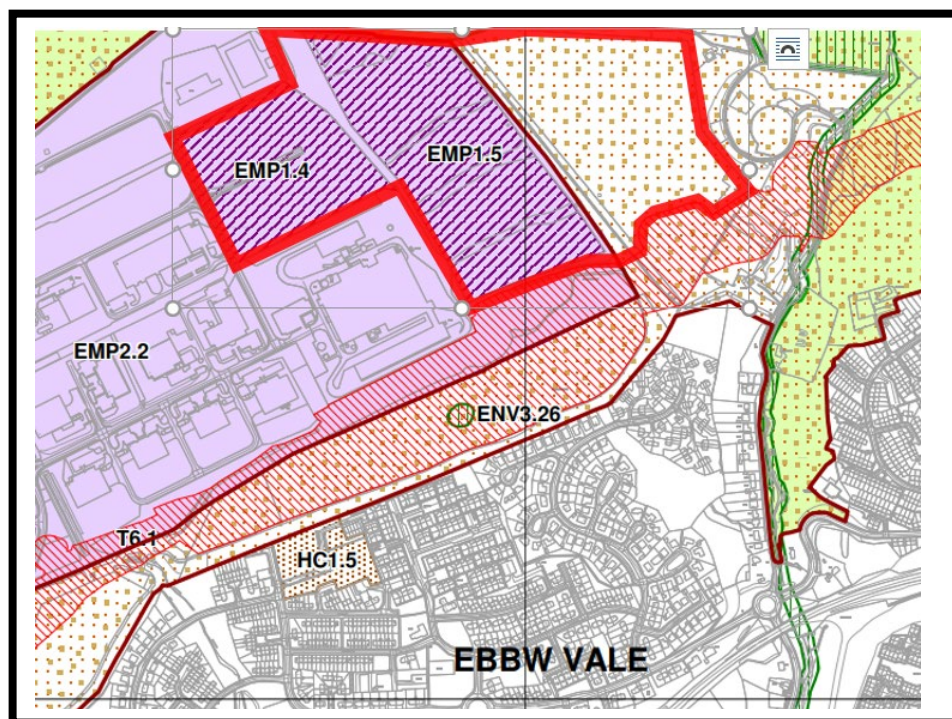 EMP1.4
EMP1.5
EMP2.2
ENV3.26
T6.1
HC1.5
EBBW VALE